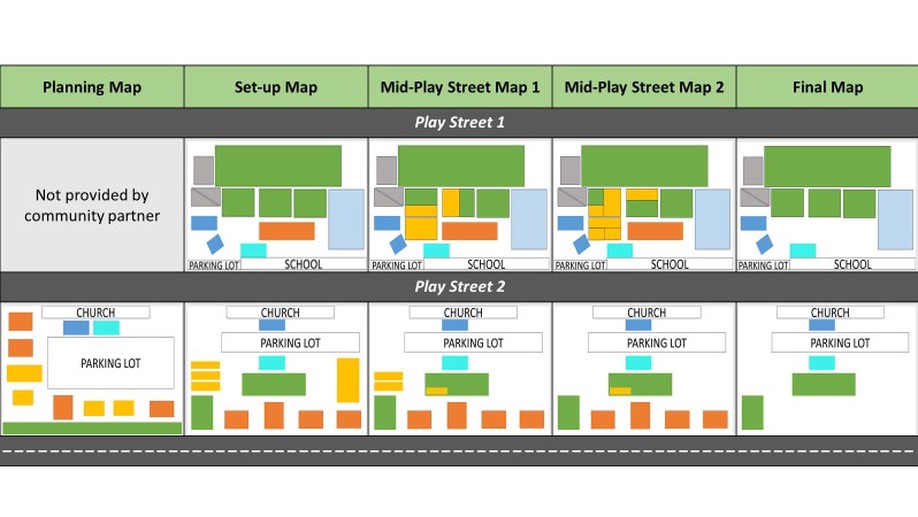 Planning Map
Set-up Map
Mid-Play Street Map 1
Mid-Play Street Map 2
Final Map
Play Street 1
Not provided by
community partner
PARKING LOT
SCHOOL
PARKING LOT
SCHOOL
PARKING LOT
SCHOOL
PARKING LOT
SCHOOL
Play Street 2
CHURCH
PARKING LOT
CHURCH
PARKING LOT
CHURCH
PARKING LOT
CHURCH
PARKING LOT
CHURCH
PARKING LOT